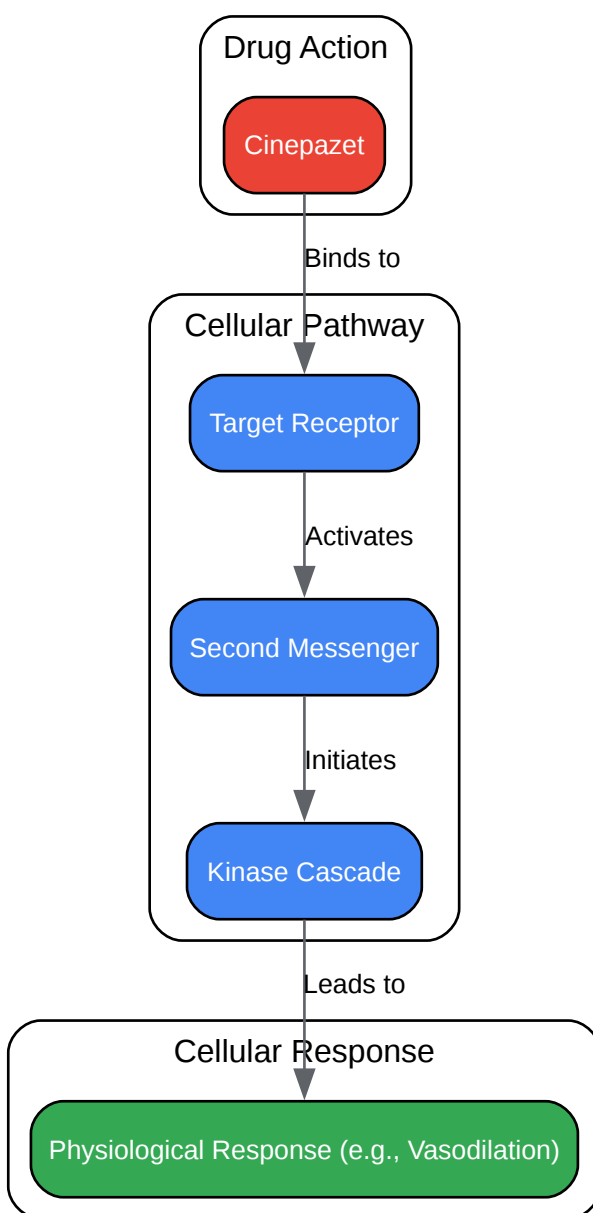 Drug Action
Cinepazet
Binds to
Cellular Pathway
Target Receptor
Activates
Second Messenger
Initiates
Kinase Cascade
Leads to
Cellular Response
Physiological Response (e.g., Vasodilation)